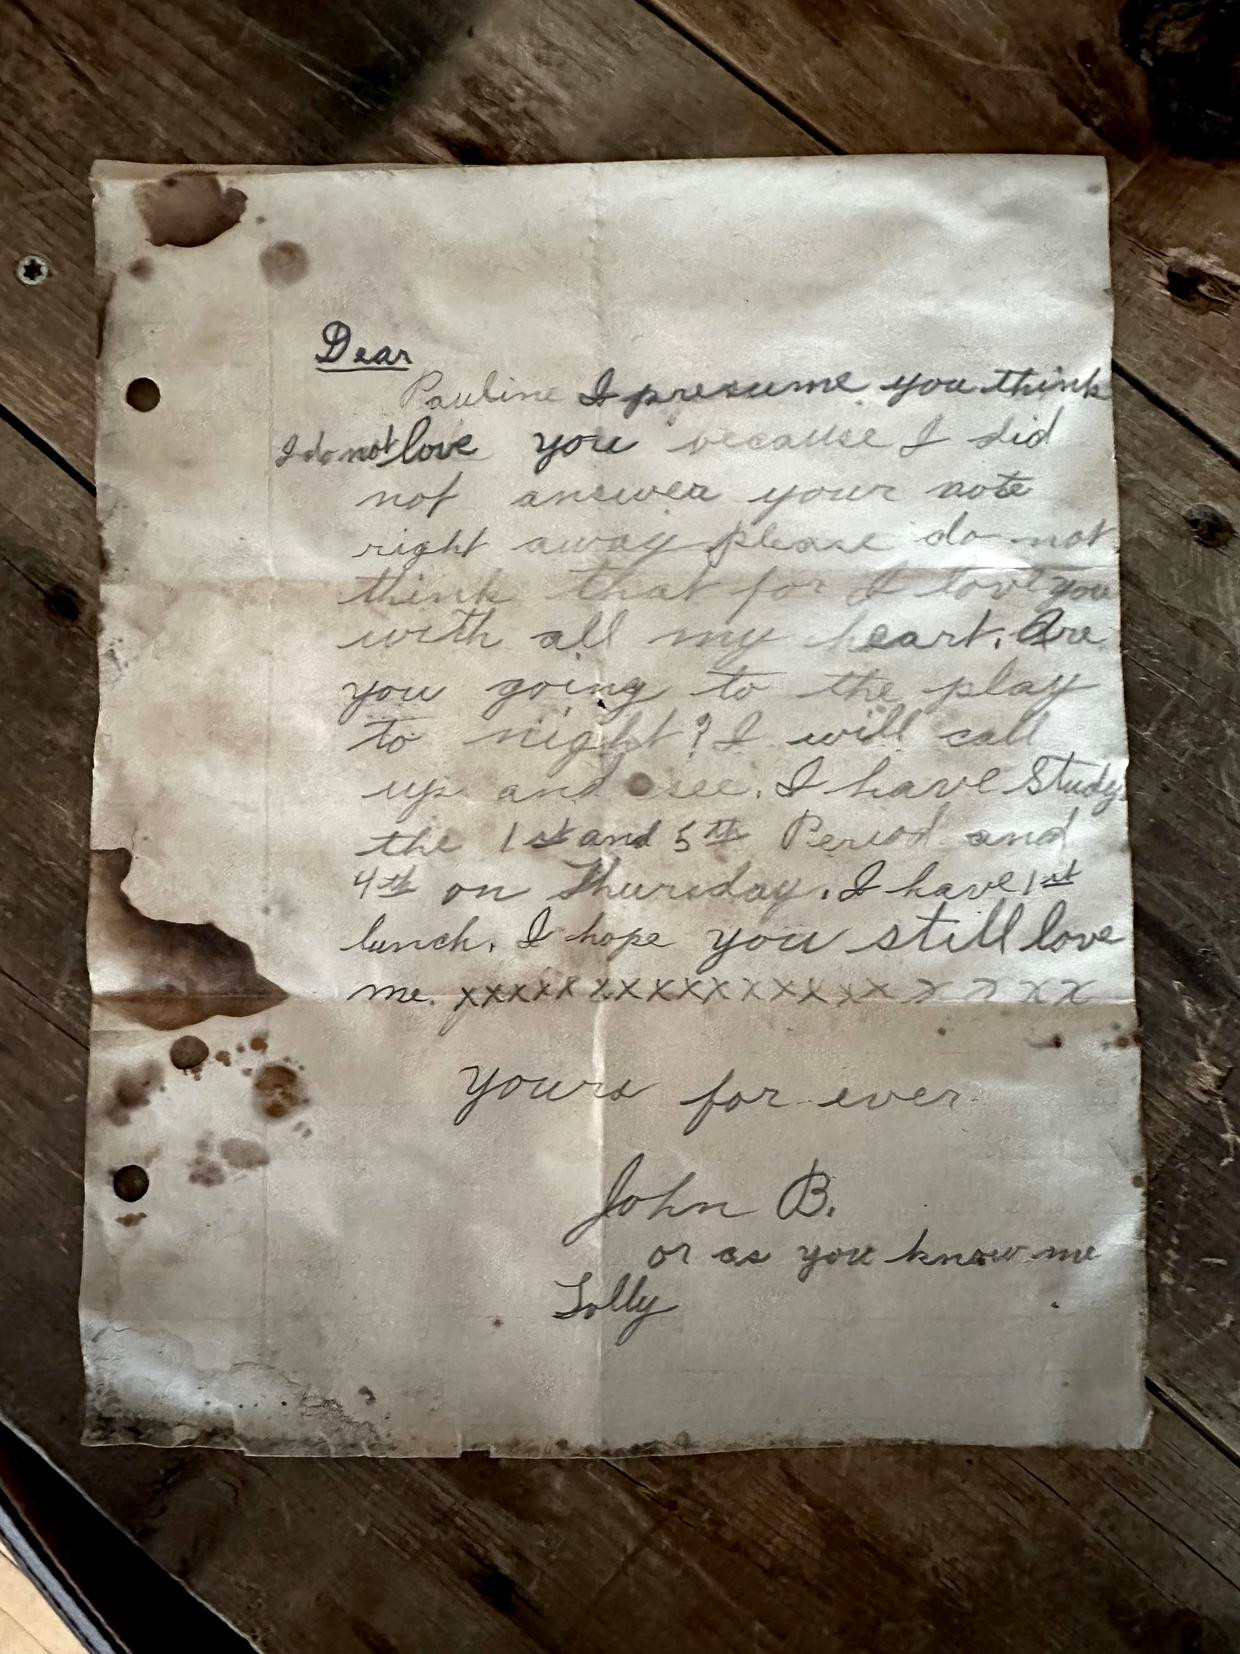 Dear
Pauline I presume you think
I do not love you because I did
not answer your note
right away please do not
think that for I love you
with all my heart. Are
you going to the play
to night? I will call
up and see. I have Study
the 1st and 5th Period and
4th on Thursday. I have 1st
lunch. I hope you still love
me. xxxxxxxxxxxxxxxxxxxx
Yours for ever
John B.
or as you know me
Lolly